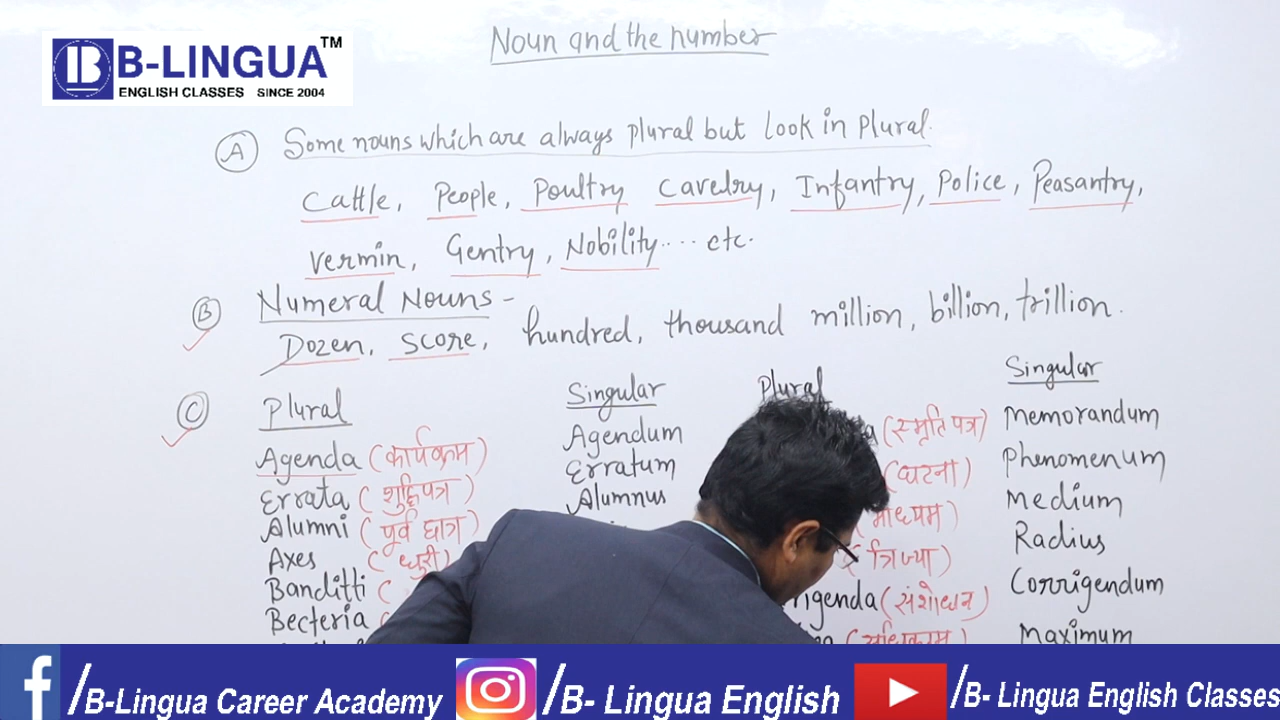 Noun and the number
B-LINGUA™
ENGLISH CLASSES SINCE 2004
A Some nouns which are always plural but Look in plural.
Cattle, People, Poultry Cavelry, Infantry, Police, Peasantry,
vermin, Gentry, Nobility.... etc.
B Numeral Nouns -
Dozen, score, hundred, thousand million, billion, trillion.
C Plural Singular Plural Singular
Agenda (कार्यक्रम) Agendum (स्मृति पत्र) Memorandum
Errata (शुद्धिपत्र) Erratum (घटना) Phenomenum
Alumni (पूर्व छात्र) Alumnus माध्यम) Medium
Axes (धुरी) त्रिज्या) Radius
Banditti ( rigenda (संशोधन) Corrigendum
Becteria ( Maximum
/B-Lingua Career Academy /B- Lingua English /B- Lingua English Classes